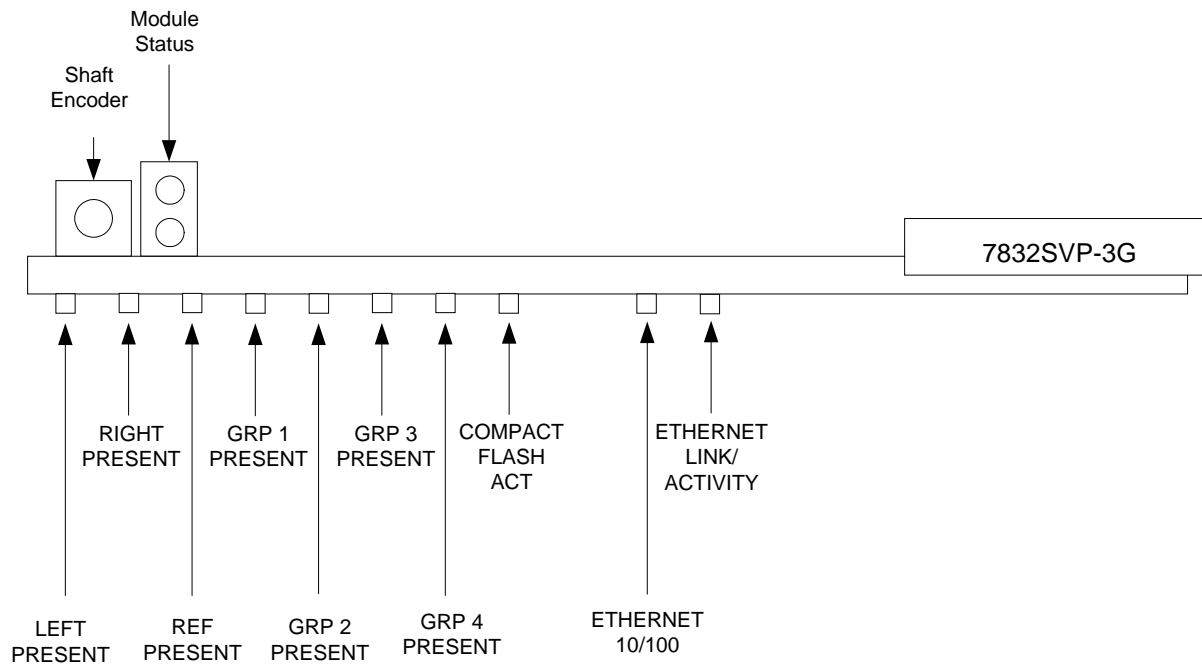 Module
Status
Shaft
Encoder
7832SVP-3G
RIGHT
PRESENT
GRP 1
PRESENT
GRP 3
PRESENT
COMPACT
FLASH
ACT
ETHERNET
LINK/
ACTIVITY
LEFT
PRESENT
REF
PRESENT
GRP 2
PRESENT
GRP 4
PRESENT
ETHERNET
10/100